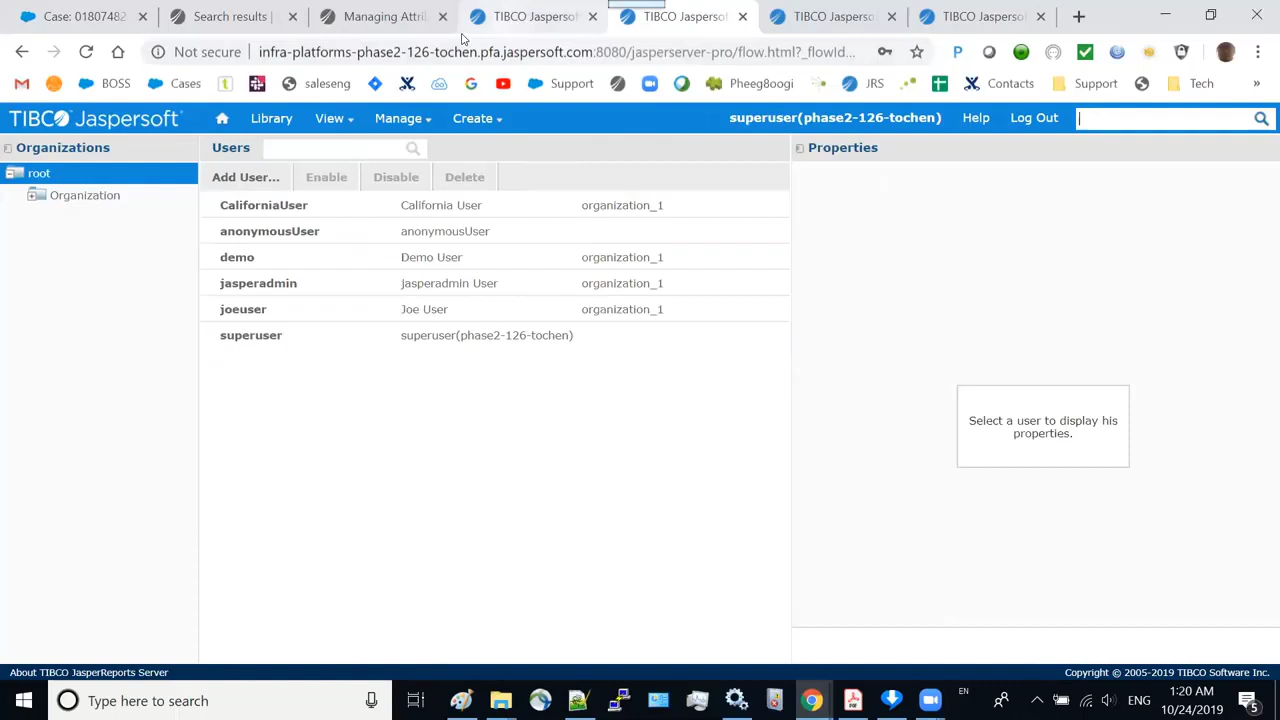 Case: 01807482
Search results |
Managing Attri
TIBCO Jaspersof
TIBCO Jaspersof
TIBCO Jaspersof
TIBCO Jaspersof
Not secure
infra-platforms-phase2-126-tochen.pfa.jaspersoft.com:8080/jasperserver-pro/flow.html?_flowId...
BOSS
Cases
saleseng
Support
Pheeg8oogi
JRS
Contacts
Support
Tech
»
TIBCO Jaspersoft
Library
View
Manage
Create
superuser(phase2-126-tochen)
Help
Log Out
Organizations
Users
Properties
root
Organization
Add User...
Enable
Disable
Delete
CaliforniaUser California User organization_1
anonymousUser anonymousUser
demo Demo User organization_1
jasperadmin jasperadmin User organization_1
joeuser Joe User organization_1
superuser superuser(phase2-126-tochen)
Select a user to display his
properties.
About TIBCO JasperReports Server
Copyright © 2005-2019 TIBCO Software Inc.
Type here to search
EN
ENG
1:20 AM
10/24/2019
5